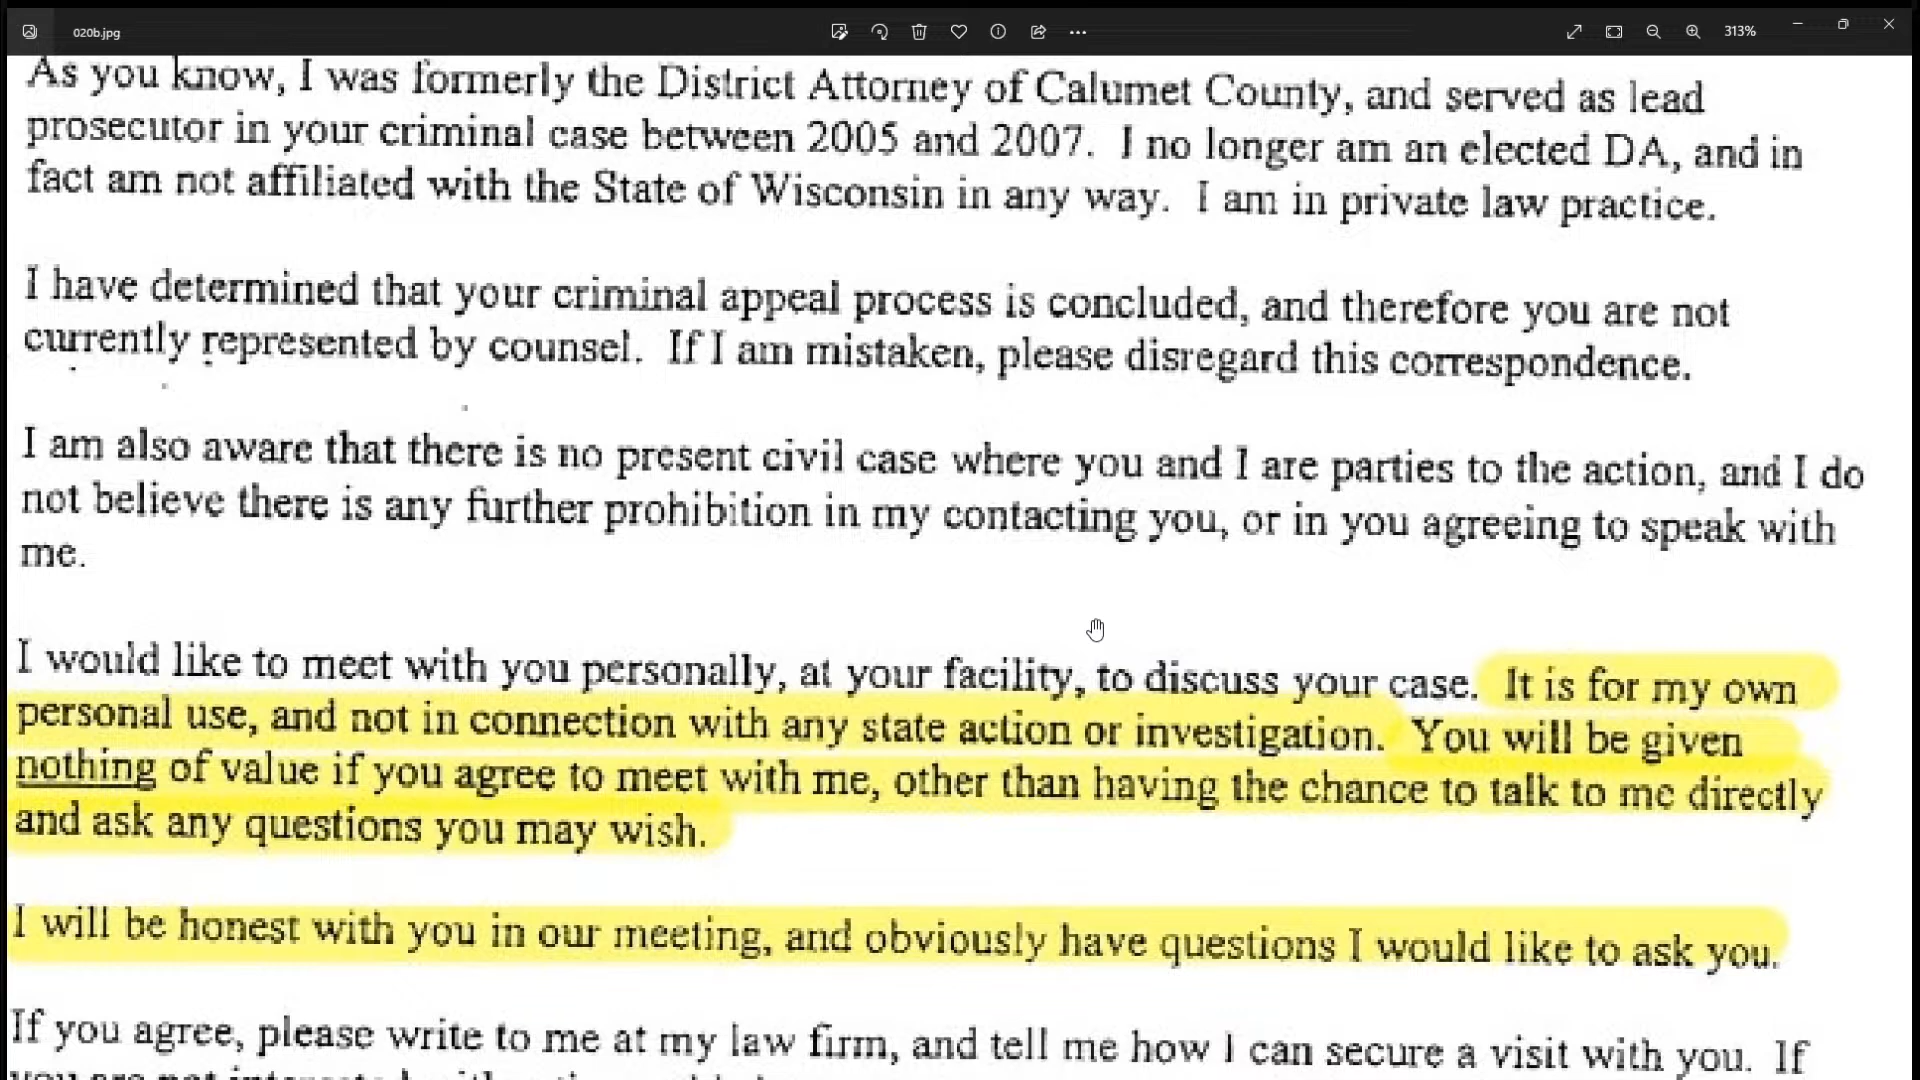 020b.jpg
313%
As you know, I was formerly the District Attorney of Calumet County, and served as lead
prosecutor in your criminal case between 2005 and 2007. I no longer am an elected DA, and in
fact am not affiliated with the State of Wisconsin in any way. I am in private law practice.
I have determined that your criminal appeal process is concluded, and therefore you are not
currently represented by counsel. If I am mistaken, please disregard this correspondence.
I am also aware that there is no present civil case where you and I are parties to the action, and I do
not believe there is any further prohibition in my contacting you, or in you agreeing to speak with
me.
I would like to meet with you personally, at your facility, to discuss your case. It is for my own
personal use, and not in connection with any state action or investigation. You will be given
nothing of value if you agree to meet with me, other than having the chance to talk to me directly
and ask any questions you may wish.
I will be honest with you in our meeting, and obviously have questions I would like to ask you.
If you agree, please write to me at my law firm, and tell me how I can secure a visit with you. If